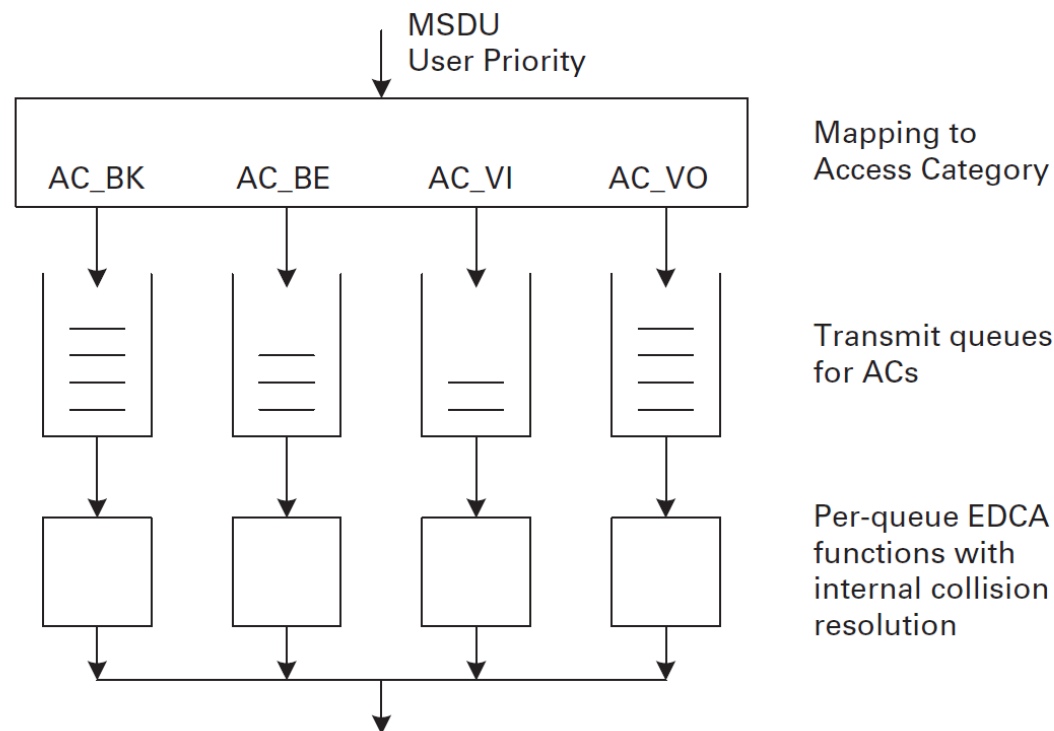 MSDU
User Priority
Mapping to
Access Category
AC_BK
AC_BE
AC_VI
AC_VO
Transmit queues
for ACs
Per-queue EDCA
functions with
internal collision
resolution